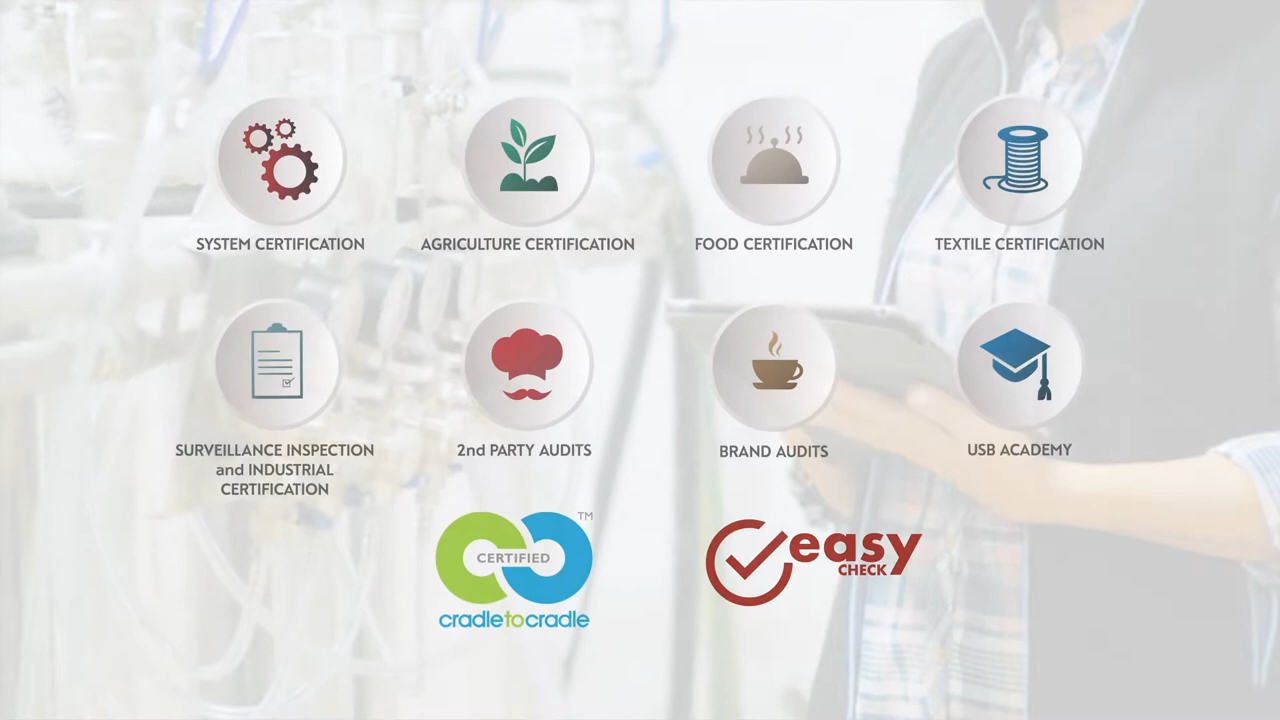 SYSTEM CERTIFICATION
AGRICULTURE CERTIFICATION
FOOD CERTIFICATION
TEXTILE CERTIFICATION
SURVEILLANCE INSPECTION
and INDUSTRIAL
CERTIFICATION
2nd PARTY AUDITS
BRAND AUDITS
USB ACADEMY
TM
CERTIFIED
cradletocradle
easy
CHECK